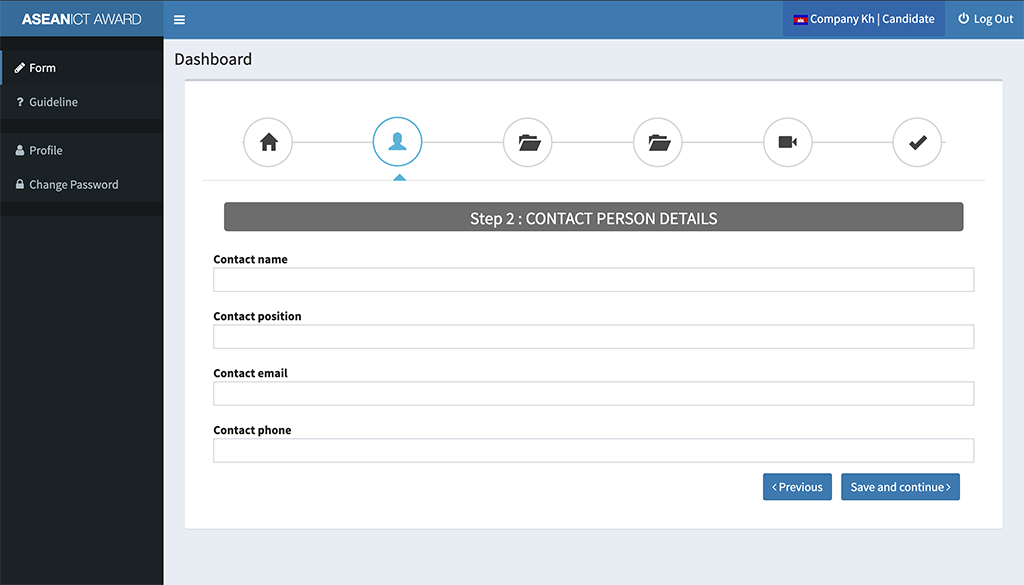 ASEANICT AWARD
Company Kh | Candidate
Log Out
Form
? Guideline
Profile
Change Password
Dashboard
Step 2 : CONTACT PERSON DETAILS
Contact name
Contact position
Contact email
Contact phone
‹ Previous
Save and continue ›